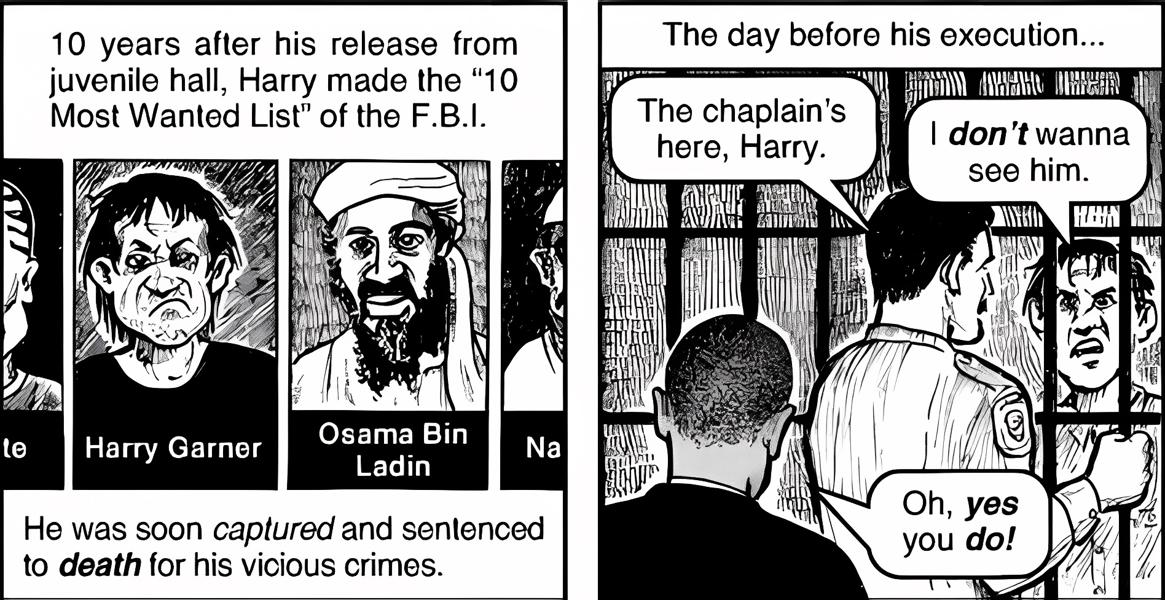 10 years after his release from
juvenile hall, Harry made the “10
Most Wanted List” of the F.B.I.
te
Harry Garner
Osama Bin
Ladin
Na
He was soon captured and sentenced
to death for his vicious crimes.
The day before his execution...
The chaplain’s
here, Harry.
I don’t wanna
see him.
Oh, yes
you do!